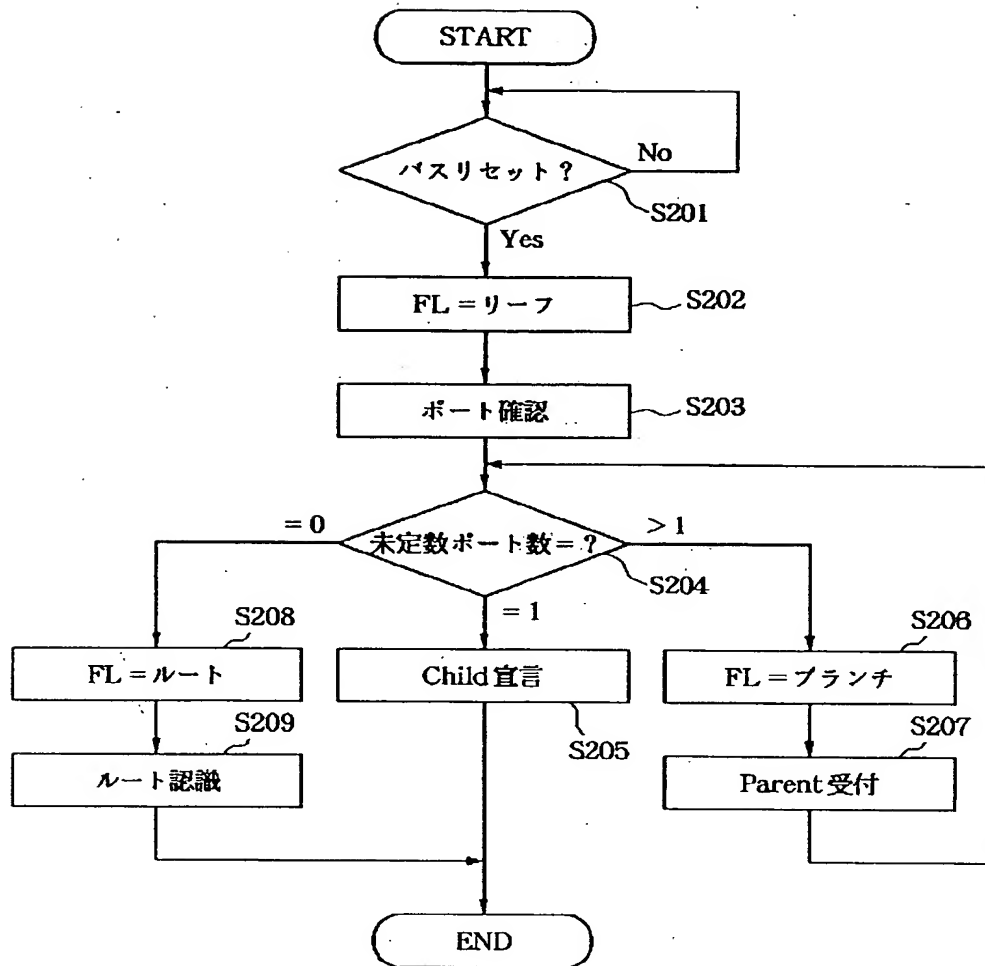 START
バスリセット?
No
S201
Yes
FL=リーフ
S202
ポート確認
S203
=0
未定数ポート数=?
>1
S204
=1
S208
FL=ルート
Child宣言
S205
S206
FL=ブランチ
S209
ルート認識
S207
Parent受付
END